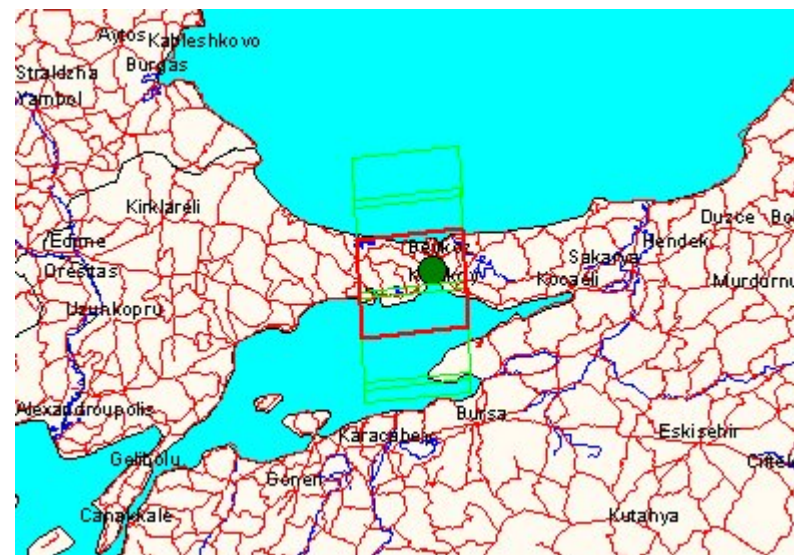 Aytos Kableshkovo
Burgas
Straldzha
Yambol
Kirklareli
Duzce Bo
Edirne
Hendek
Beykoz
Sakarya
Orestias
Kocaeli
Murdurnu
Uzunkopru
Alexandroupolis
Bursa
Karacabey
Eskisehir
Gelibolu
Gonen
Canakkale
Kutahya